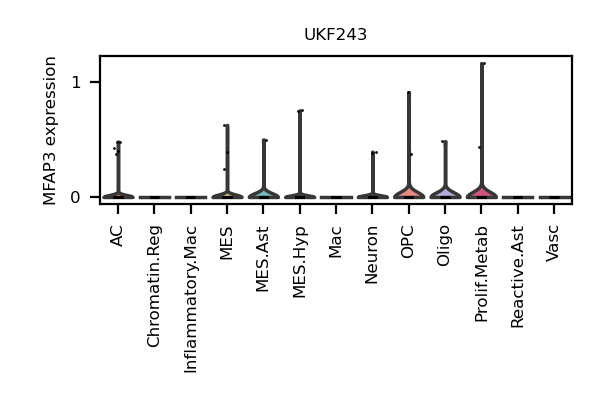 UKF243
MFAP3 expression
1
0
AC
Chromatin.Reg
Inflammatory.Mac
MES
MES.Ast
MES.Hyp
Mac
Neuron
OPC
Oligo
Prolif.Metab
Reactive.Ast
Vasc